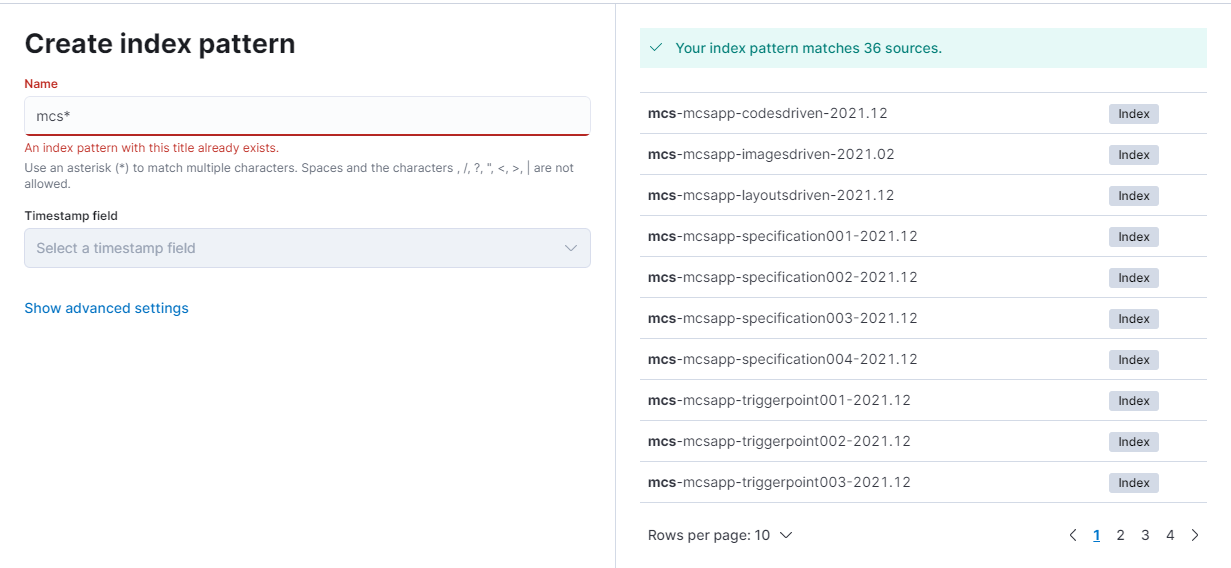 Create index pattern
Name
mcs*
An index pattern with this title already exists.
Use an asterisk (*) to match multiple characters. Spaces and the characters , /, ?, ", <, >, | are not
allowed.
Timestamp field
Select a timestamp field
Show advanced settings
Your index pattern matches 36 sources.
mcs-mcsapp-codesdriven-2021.12 Index
mcs-mcsapp-imagesdriven-2021.02 Index
mcs-mcsapp-layoutsdriven-2021.12 Index
mcs-mcsapp-specification001-2021.12 Index
mcs-mcsapp-specification002-2021.12 Index
mcs-mcsapp-specification003-2021.12 Index
mcs-mcsapp-specification004-2021.12 Index
mcs-mcsapp-triggerpoint001-2021.12 Index
mcs-mcsapp-triggerpoint002-2021.12 Index
mcs-mcsapp-triggerpoint003-2021.12 Index
Rows per page: 10 1 2 3 4